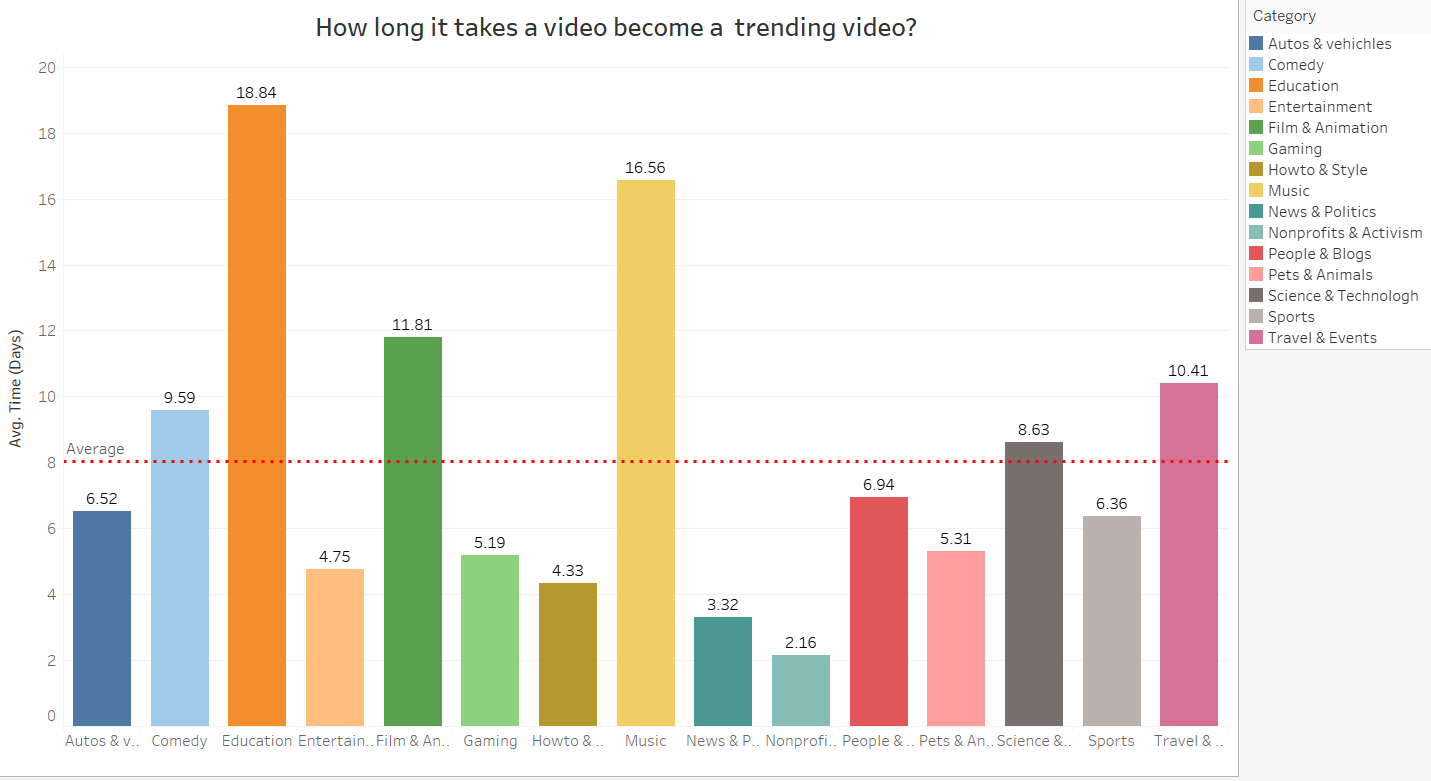 How long it takes a video become a  trending video?
Category
Autos & vehichles
Comedy
Education
Entertainment
Film & Animation
Gaming
Howto & Style
Music
News & Politics
Nonprofits & Activism
People & Blogs
Pets & Animals
Science & Technologh
Sports
Travel & Events
Avg. Time (Days)
20
18
16
14
12
10
8
6
4
2
0
Average
6.52
9.59
18.84
4.75
11.81
5.19
4.33
16.56
3.32
2.16
6.94
5.31
8.63
6.36
10.41
Autos & v.. Comedy Education Entertain.. Film & An.. Gaming Howto & .. Music News & P.. Nonprofi.. People & .. Pets & An.. Science &.. Sports Travel & ..